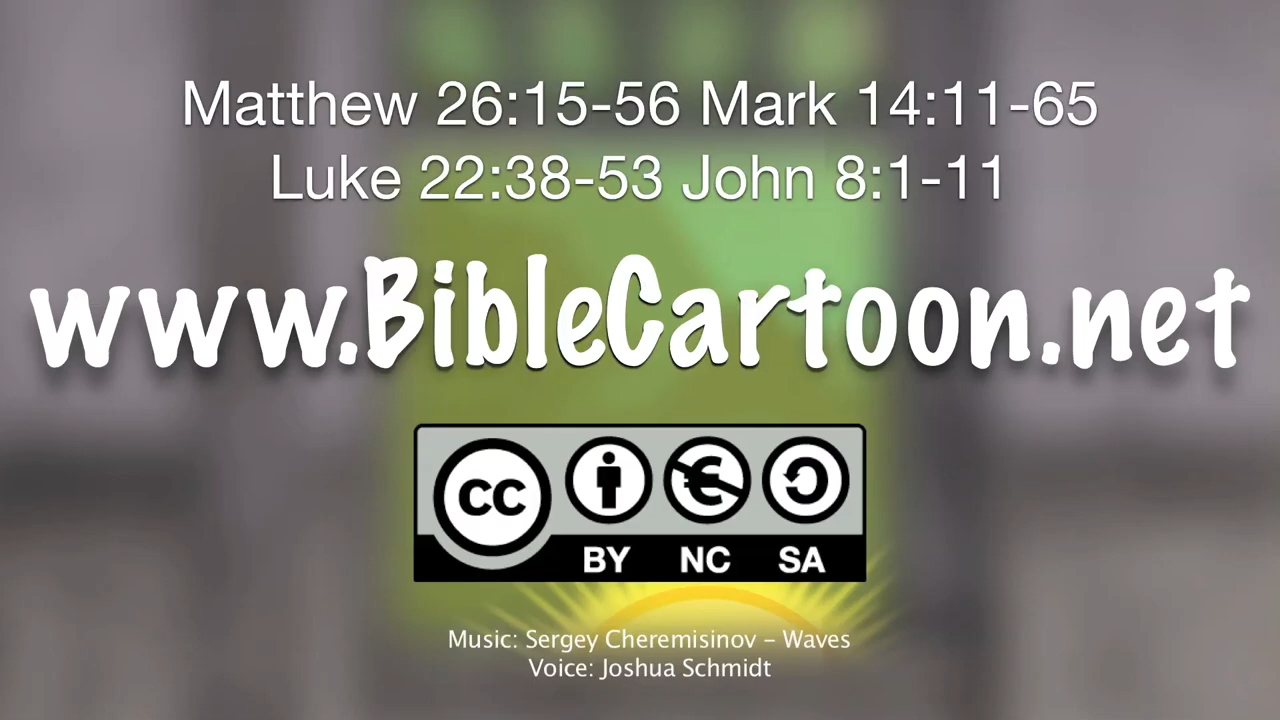 Matthew 26:15-56 Mark 14:11-65
Luke 22:38-53 John 8:1-11
www.BibleCartoon.net
cc
BY NC SA
Music: Sergey Cheremisinov – Waves
Voice: Joshua Schmidt